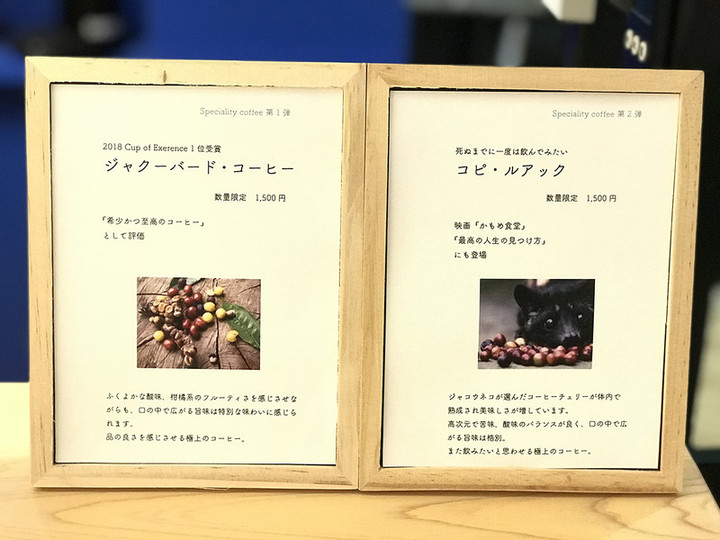 Speciality coffee 第1弾
2018 Cup of Exerence 1位受賞
ジャクーバード・コーヒー
数量限定 1,500円
『希少かつ至高のコーヒー』
として評価
ふくよかな酸味、柑橘系のフルーティさを感じさせな
がらも、口の中で広がる旨味は特別な味わいに感じら
れます。
品の良さを感じさせる極上のコーヒー。
Speciality coffee 第2弾
死ぬまでに一度は飲んでみたい
コピ・ルアック
数量限定 1,500円
映画『かもめ食堂』
『最高の人生の見つけ方』
にも登場
ジャコウネコが選んだコーヒーチェリーが体内で
熟成され美味しさが増しています。
高次元で苦味、酸味のバランスが良く、口の中で広
がる旨味は格別。
また飲みたいと思わせる極上のコーヒー。